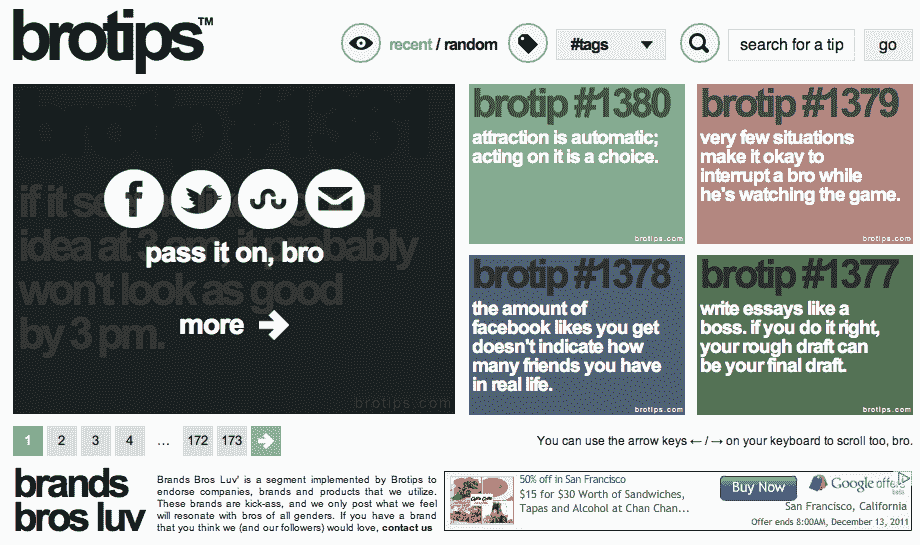 brotips™
recent / random
#tags
search for a tip
go
if it se d
idea at 3 am, it probably
won't look as good
by 3 pm.
pass it on, bro
more
brotips.com
brotip #1380
attraction is automatic;
acting on it is a choice.
brotips.com
brotip #1379
very few situations
make it okay to
interrupt a bro while
he's watching the game.
brotips.com
brotip #1378
the amount of
facebook likes you get
doesn't indicate how
many friends you have
in real life.
brotips.com
brotip #1377
write essays like a
boss. if you do it right,
your rough draft can
be your final draft.
brotips.com
1 2 3 4 ... 172 173
You can use the arrow keys ← / → on your keyboard to scroll too, bro.
brands
bros luv
Brands Bros Luv' is a segment implemented by Brotips to
endorse companies, brands and products that we utilize.
These brands are kick-ass, and we only post what we feel
will resonate with bros of all genders. If you have a brand
that you think we (and our followers) would love, contact us
50% off in San Francisco
$15 for $30 Worth of Sandwiches,
Tapas and Alcohol at Chan Chan...
Buy Now
Google offers
beta
San Francisco, California
Offer ends 8:00AM, December 13, 2011